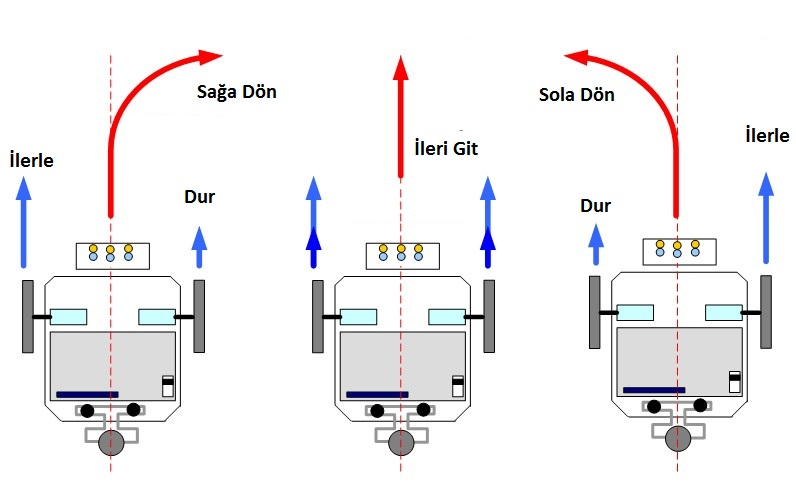 Sağa Dön
İlerle
Dur
İleri Git
Sola Dön
Dur
İlerle